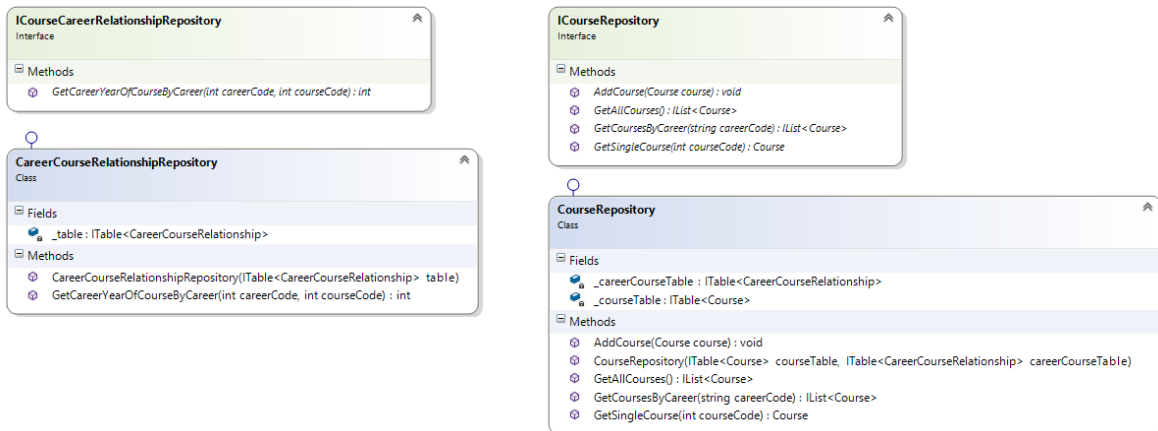 ICourseCareerRelationshipRepository
Interface
Methods
GetCareerYearOfCourseByCareer(int careerCode, int courseCode) : int
CareerCourseRelationshipRepository
Class
Fields
_table : ITable<CareerCourseRelationship>
Methods
CareerCourseRelationshipRepository(ITable<CareerCourseRelationship> table)
GetCareerYearOfCourseByCareer(int careerCode, int courseCode) : int
ICourseRepository
Interface
Methods
AddCourse(Course course) : void
GetAllCourses() : IList<Course>
GetCoursesByCareer(string careerCode) : IList<Course>
GetSingleCourse(int courseCode) : Course
CourseRepository
Class
Fields
_careerCourseTable : ITable<CareerCourseRelationship>
_courseTable : ITable<Course>
Methods
AddCourse(Course course) : void
CourseRepository(ITable<Course> courseTable, ITable<CareerCourseRelationship> careerCourseTable)
GetAllCourses() : IList<Course>
GetCoursesByCareer(string careerCode) : IList<Course>
GetSingleCourse(int courseCode) : Course